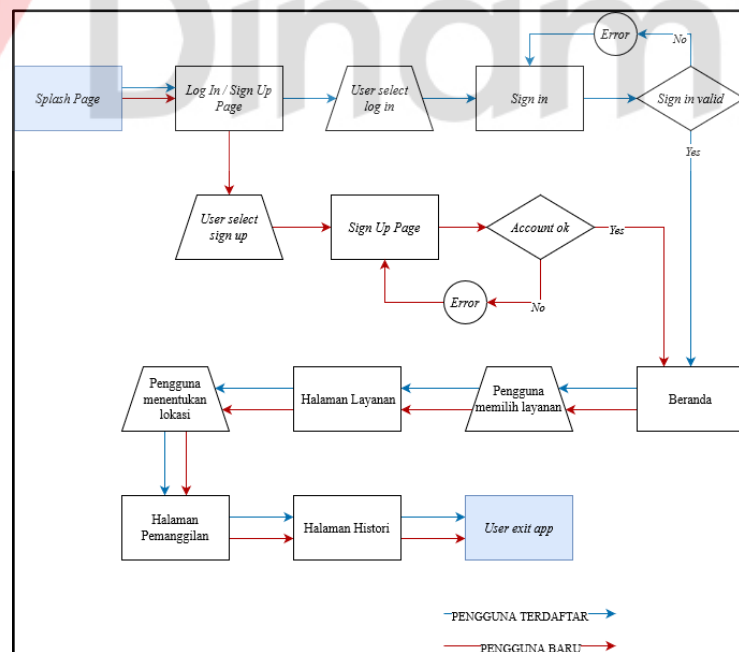 Dinam
Error
No
Splash Page
Log In / Sign Up
Page
User select
log in
Sign in
Sign in valid
Yes
User select
sign up
Sign Up Page
Account ok
Yes
Error
No
Pengguna
menentukan
lokasi
Halaman Layanan
Pengguna
memilih layanan
Beranda
Halaman
Pemanggilan
Halaman Histori
User exit app
PENGGUNA TERDAFTAR
PENGGUNA BARU